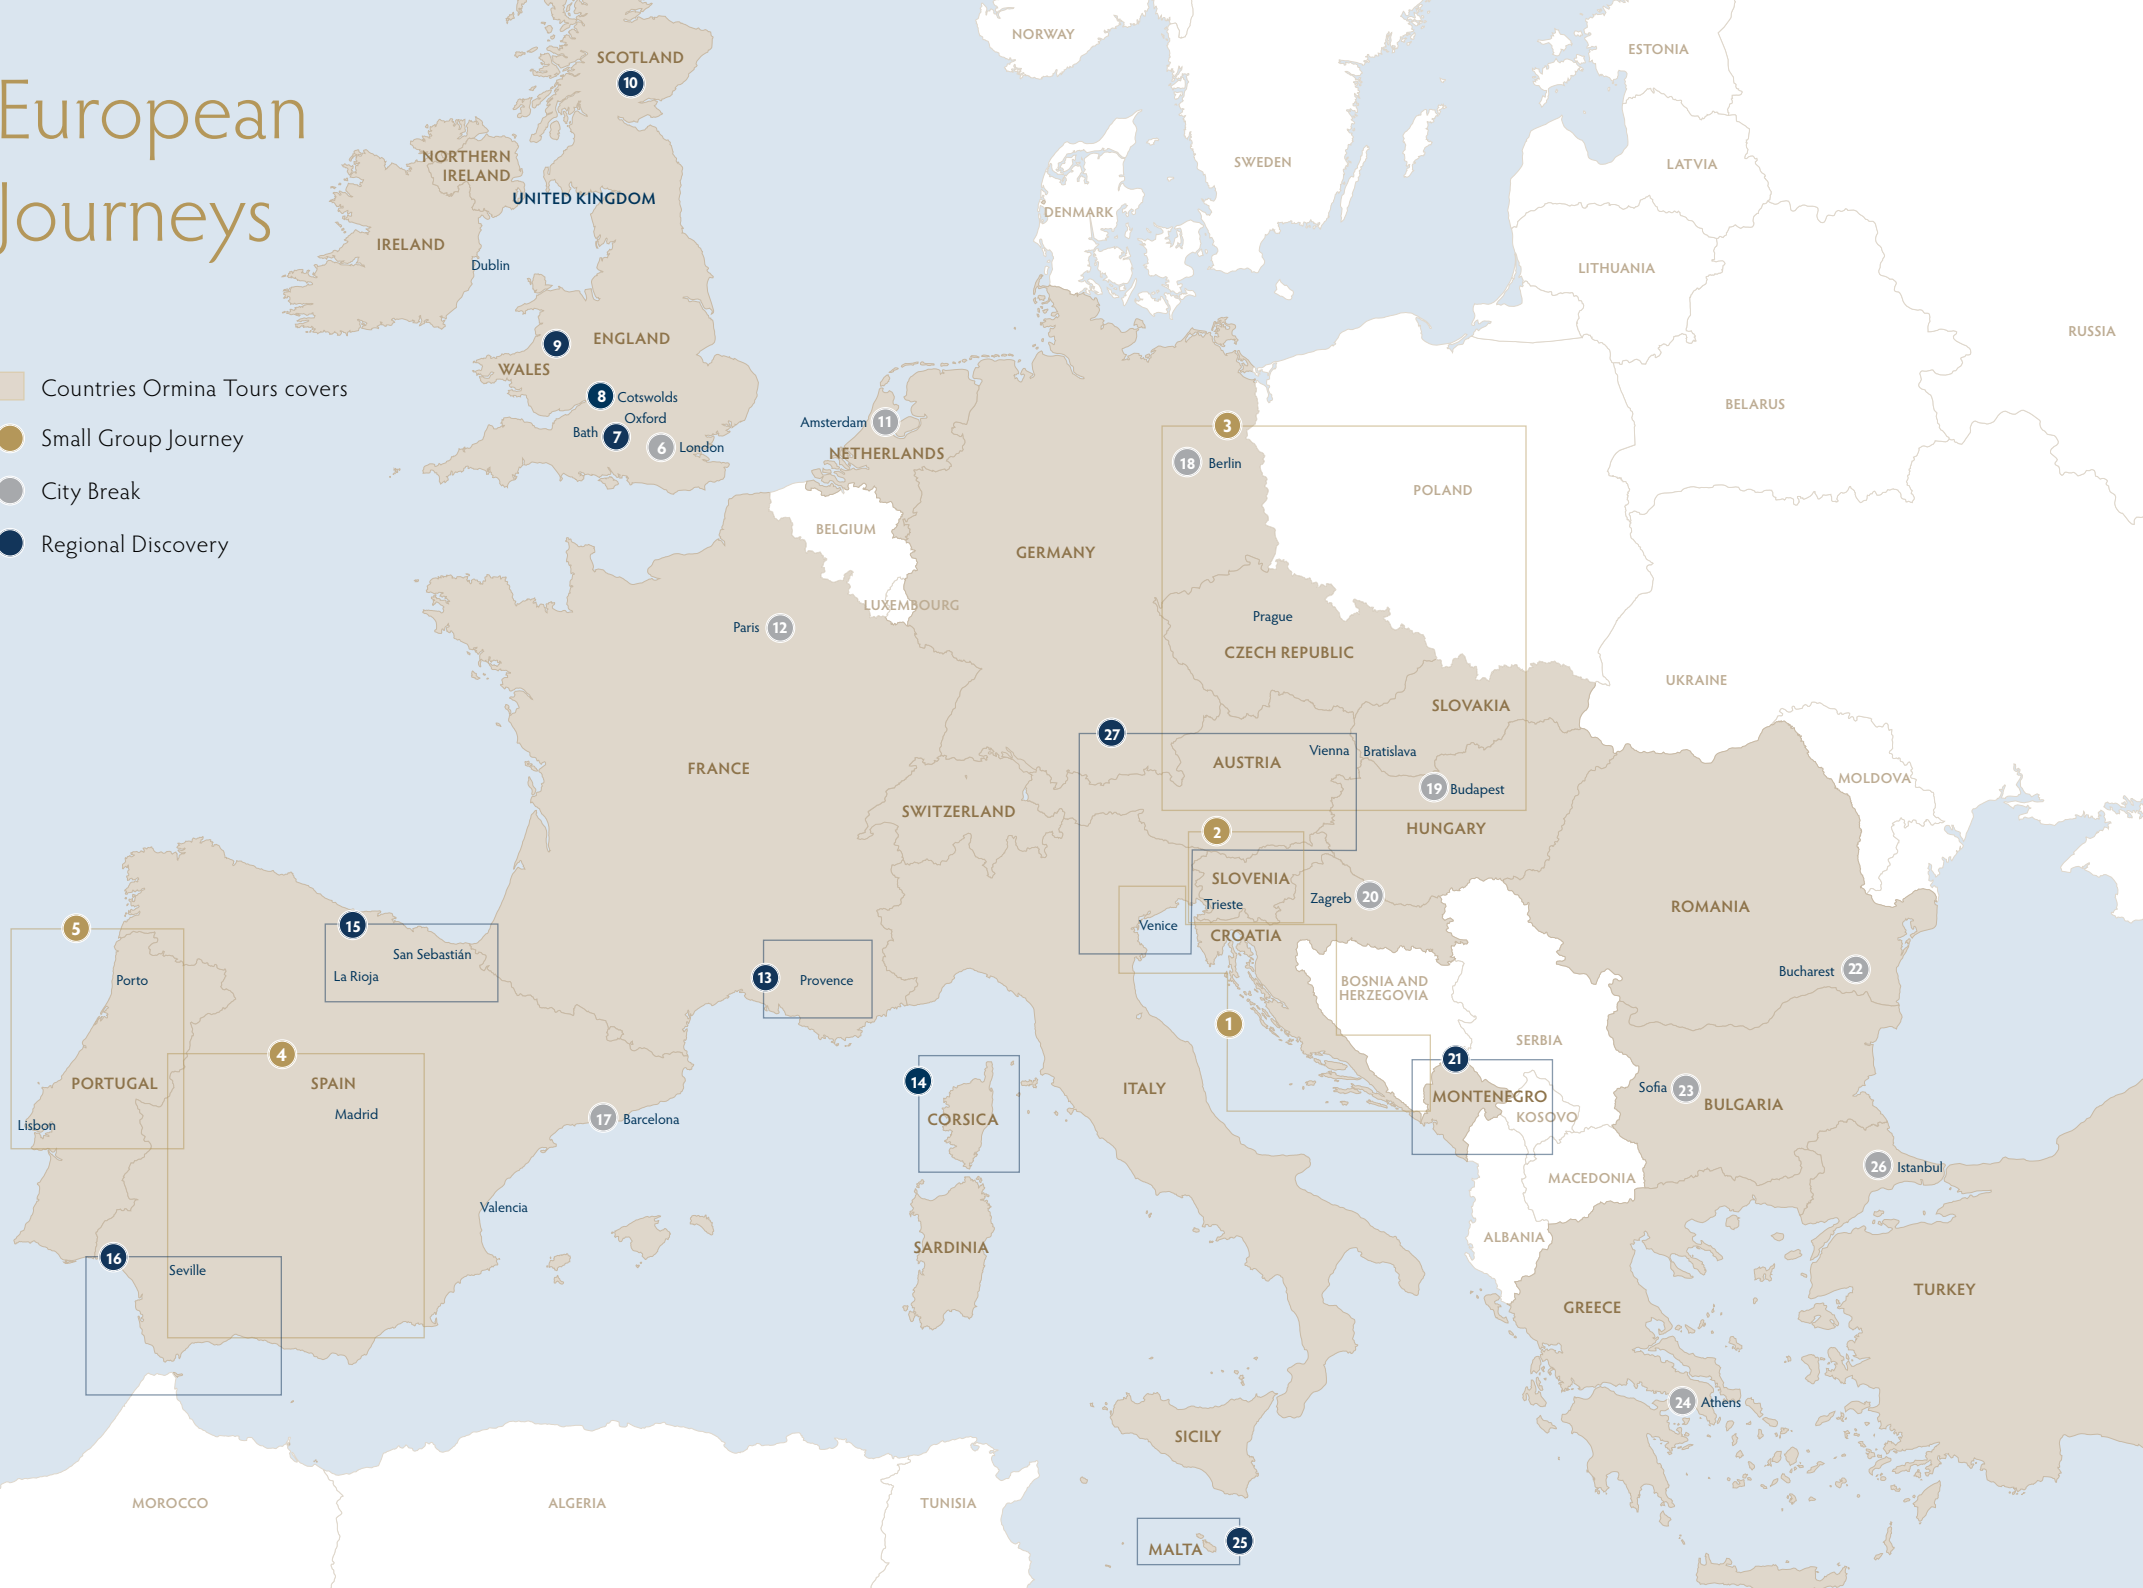 European
Journeys
Countries Ormina Tours covers
Small Group Journey
City Break
Regional Discovery
NORWAY
ESTONIA
SCOTLAND
10
SWEDEN
LATVIA
NORTHERN
IRELAND
UNITED KINGDOM
DENMARK
IRELAND
Dublin
LITHUANIA
RUSSIA
9
ENGLAND
WALES
8
Cotswolds
Oxford
Bath
7
6
London
Amsterdam
11
NETHERLANDS
BELARUS
3
18
Berlin
POLAND
BELGIUM
GERMANY
LUXEMBOURG
Paris
12
Prague
CZECH REPUBLIC
UKRAINE
SLOVAKIA
27
Vienna
Bratislava
AUSTRIA
FRANCE
MOLDOVA
19
Budapest
SWITZERLAND
HUNGARY
2
SLOVENIA
Trieste
Zagreb
20
ROMANIA
Venice
CROATIA
5
15
San Sebastián
La Rioja
Porto
13
Provence
BOSNIA AND
HERZEGOVIA
Bucharest
22
1
SERBIA
4
21
PORTUGAL
SPAIN
Madrid
Lisbon
17
Barcelona
14
CORSICA
ITALY
MONTENEGRO
KOSOVO
Sofia
23
BULGARIA
26
Istanbul
MACEDONIA
Valencia
ALBANIA
SARDINIA
16
Seville
TURKEY
GREECE
24
Athens
SICILY
MOROCCO
ALGERIA
TUNISIA
MALTA
25